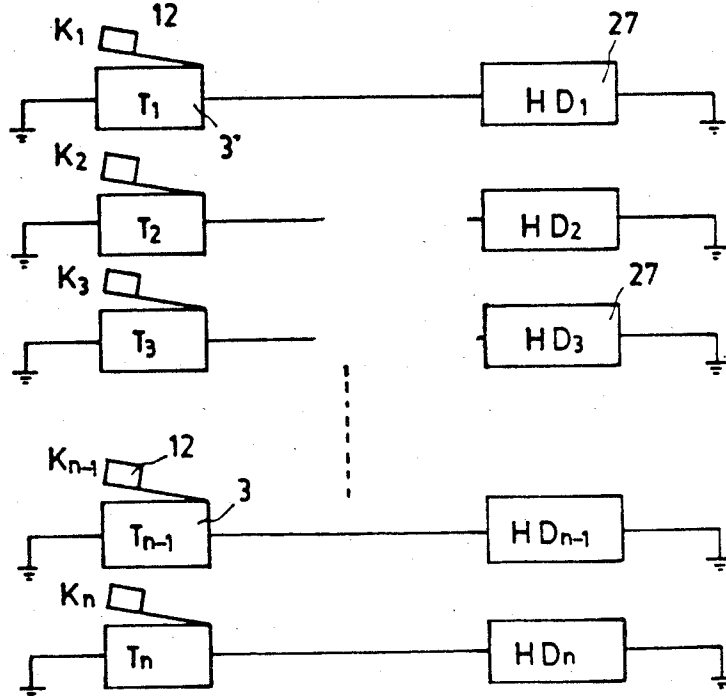 K₁ 12 27
T₁ HD₁
3'
K₂
T₂ HD₂
K₃ 27
T₃ HD₃
Kn-1 12
3
Tn-1 HDn-1
Kn
Tn HDn